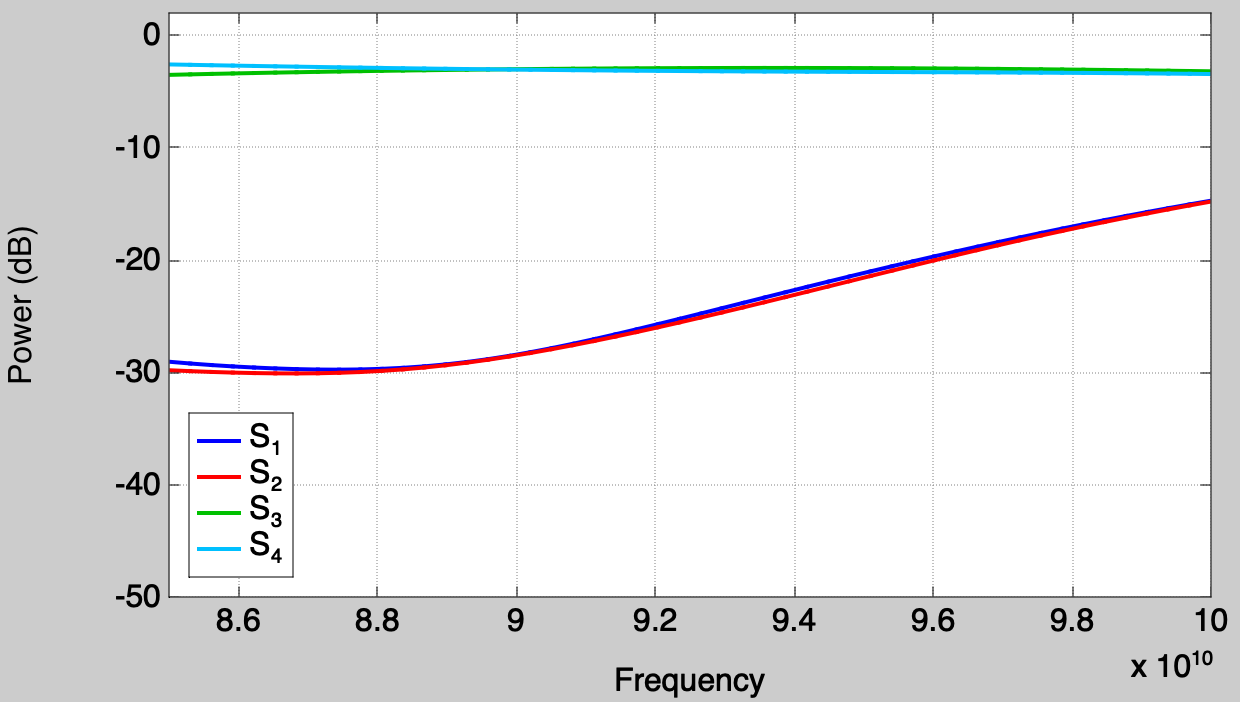 0
-10
-20
-30
-40
-50
Power (dB)
S₁
S₂
S₃
S₄
8.6 8.8 9 9.2 9.4 9.6 9.8 10
x 10¹⁰
Frequency